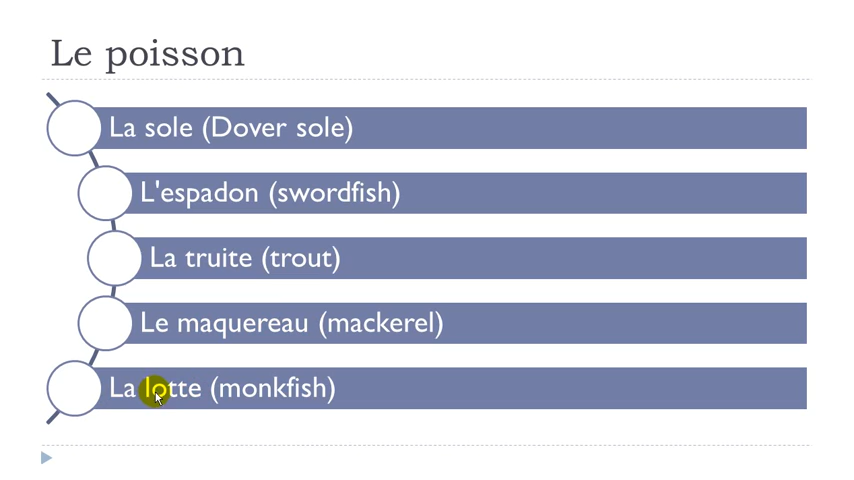 Le poisson
La sole (Dover sole)
L'espadon (swordfish)
La truite (trout)
Le maquereau (mackerel)
La lotte (monkfish)